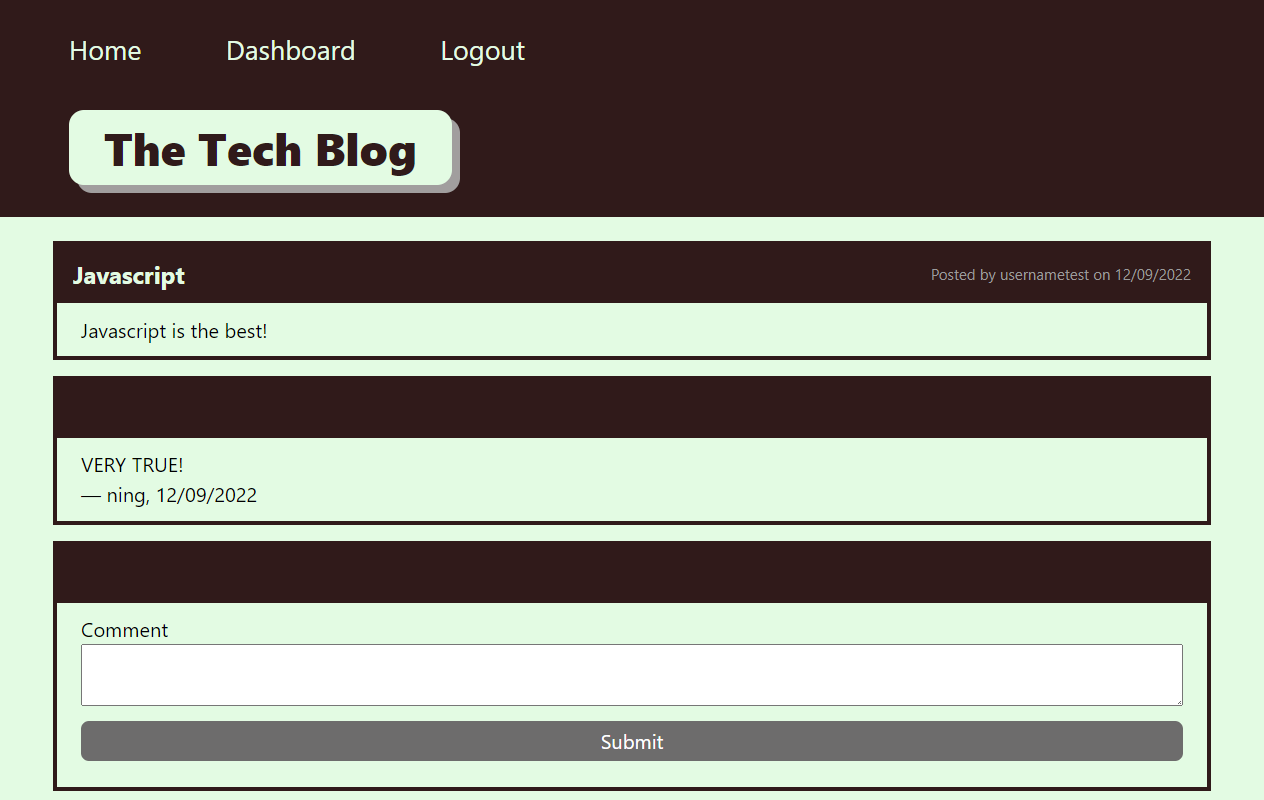 Home Dashboard Logout
The Tech Blog
Javascript Posted by usernametest on 12/09/2022
Javascript is the best!
VERY TRUE!
— ning, 12/09/2022
Comment
Submit